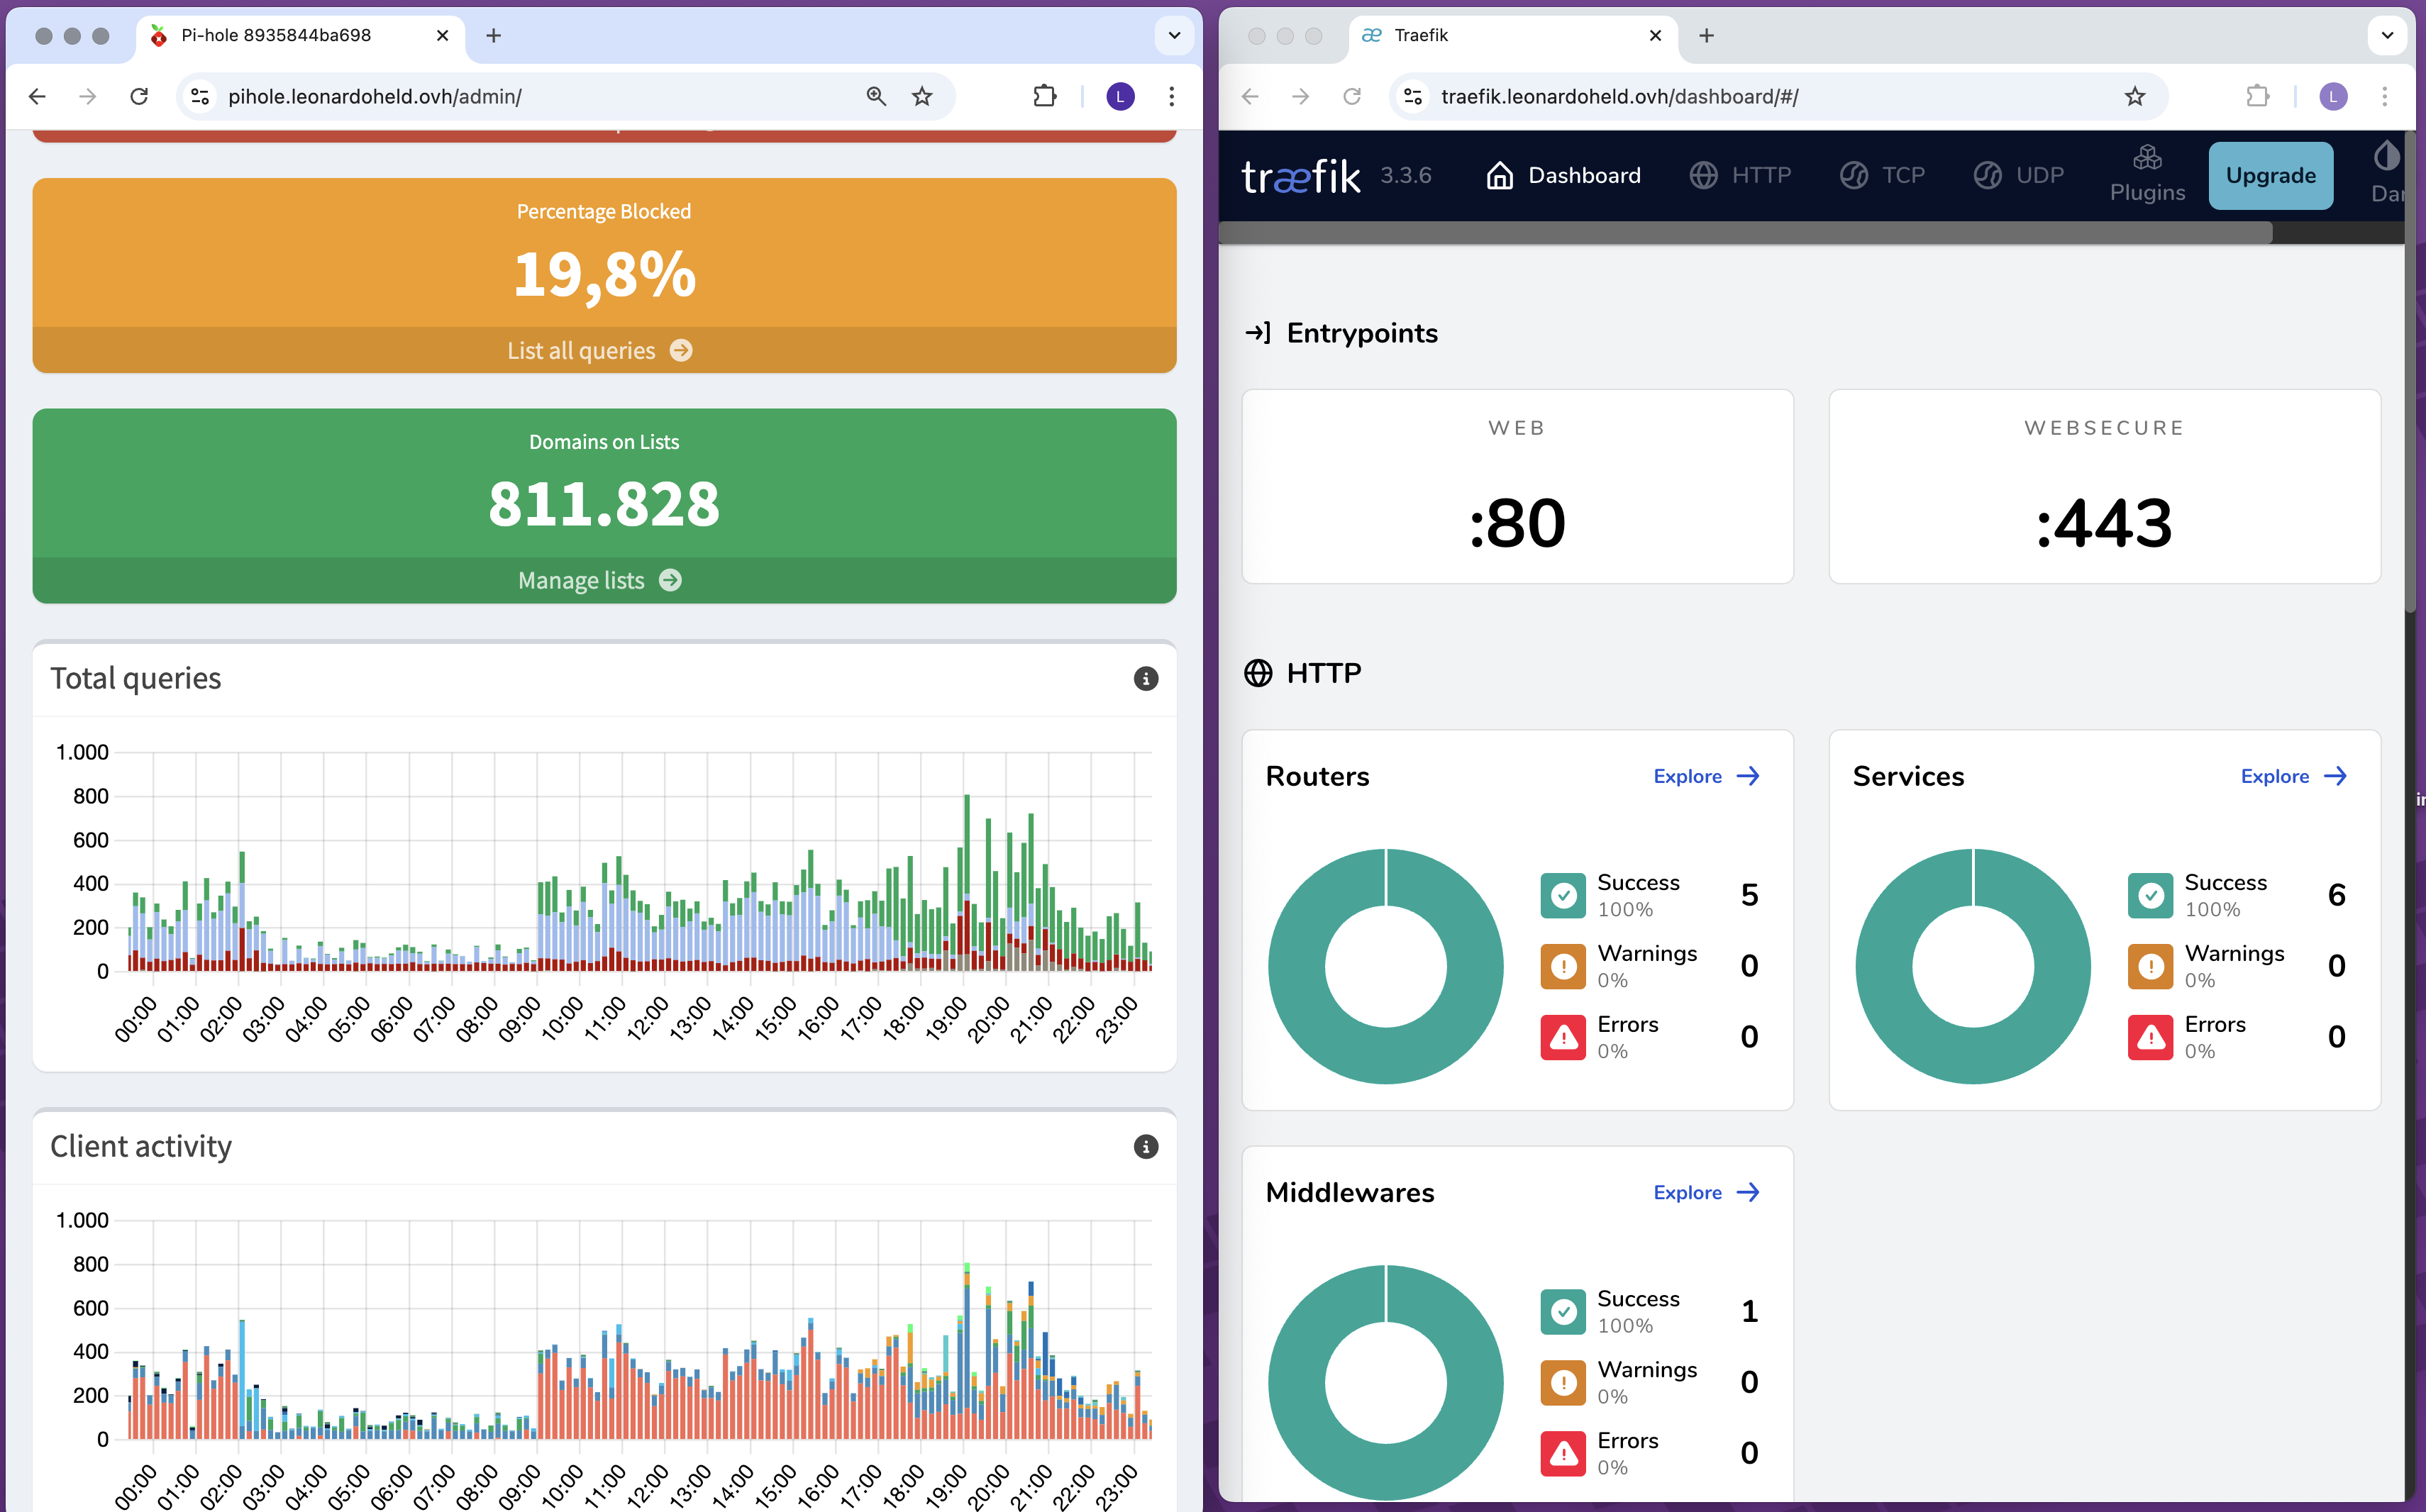 Pi-hole 8935844ba698
pihole.leonardoheld.ovh/admin/
L
Percentage Blocked
19,8%
List all queries
Domains on Lists
811.828
Manage lists
Total queries
1.000
800
600
400
200
0
00:00 01:00 02:00 03:00 04:00 05:00 06:00 07:00 08:00 09:00 10:00 11:00 12:00 13:00 14:00 15:00 16:00 17:00 18:00 19:00 20:00 21:00 22:00 23:00
Client activity
1.000
800
600
400
200
0
00:00 01:00 02:00 03:00 04:00 05:00 06:00 07:00 08:00 09:00 10:00 11:00 12:00 13:00 14:00 15:00 16:00 17:00 18:00 19:00 20:00 21:00 22:00 23:00
æ Traefik
traefik.leonardoheld.ovh/dashboard/#/
L
træfik 3.3.6
Dashboard
HTTP
TCP
UDP
Plugins
Upgrade
Dar
Entrypoints
WEB
:80
WEBSECURE
:443
HTTP
Routers
Explore
Success
100%
5
Warnings
0%
0
Errors
0%
0
Services
Explore
Success
100%
6
Warnings
0%
0
Errors
0%
0
Middlewares
Explore
Success
100%
1
Warnings
0%
0
Errors
0%
0